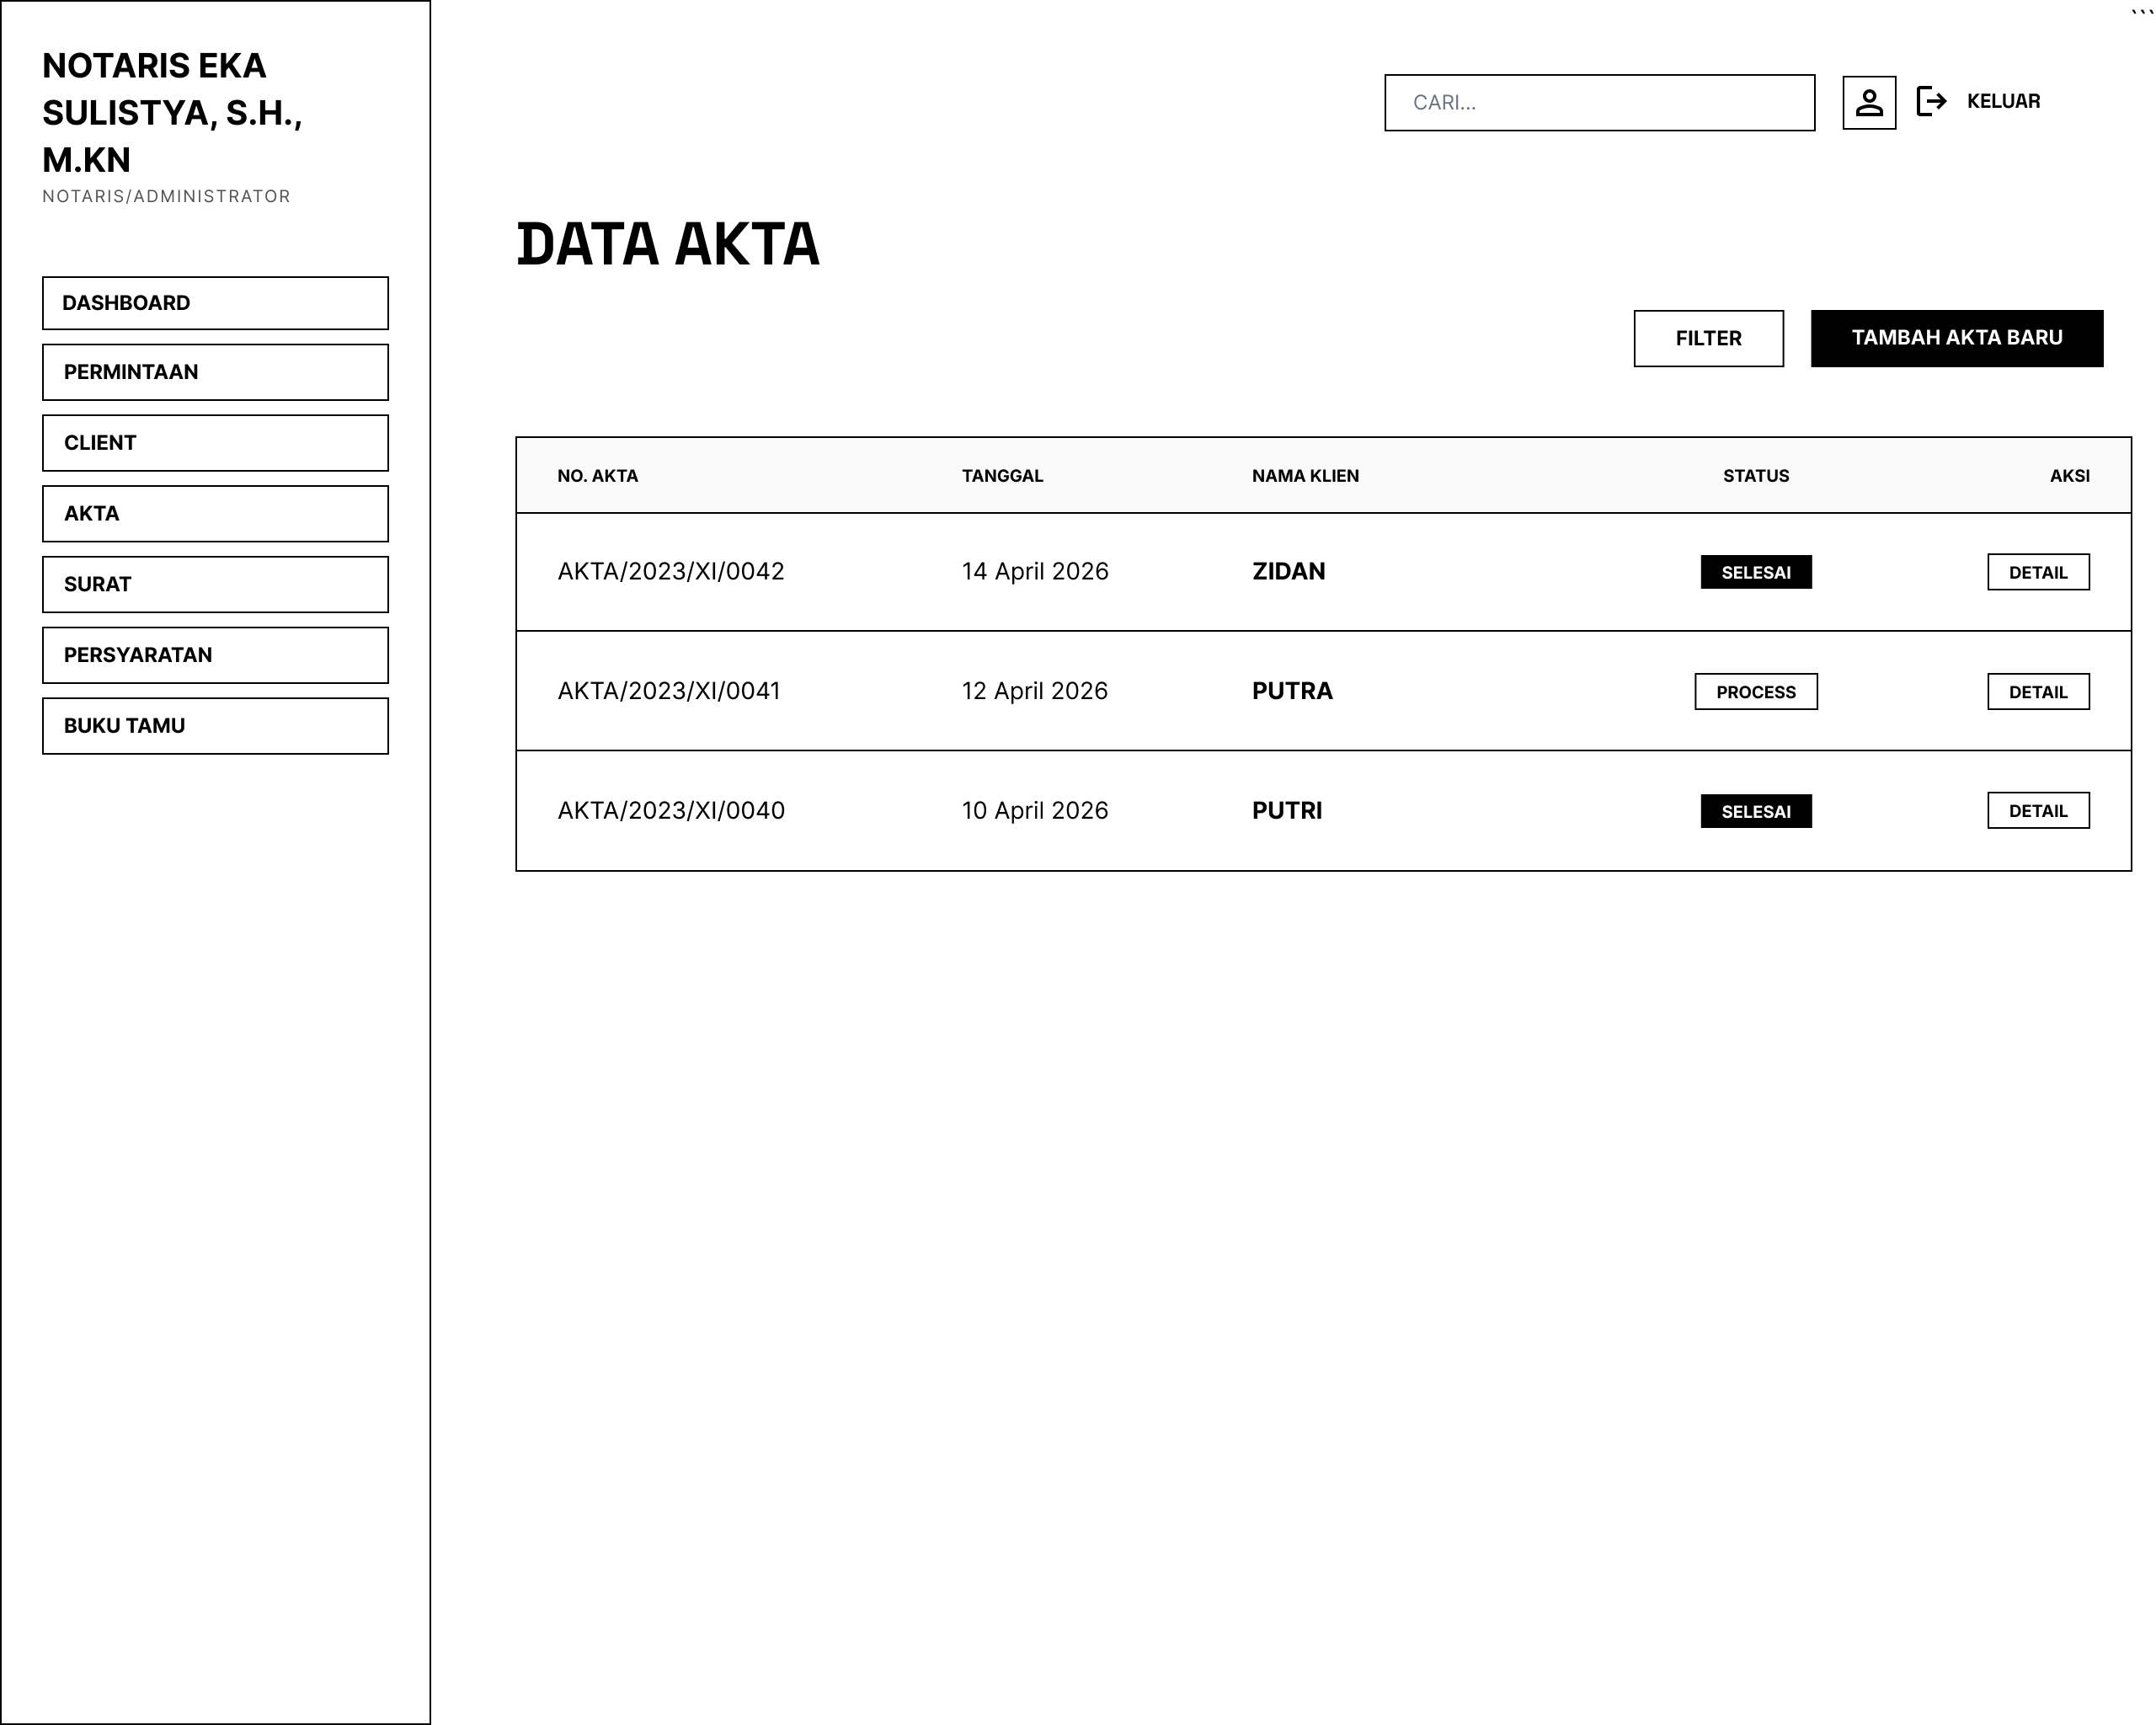 ```
NOTARIS EKA
SULISTYA, S.H.,
M.KN
NOTARIS/ADMINISTRATOR
DASHBOARD
PERMINTAAN
CLIENT
AKTA
SURAT
PERSYARATAN
BUKU TAMU
CARI...
KELUAR
DATA AKTA
FILTER
TAMBAH AKTA BARU
NO. AKTA TANGGAL NAMA KLIEN STATUS AKSI
AKTA/2023/XI/0042 14 April 2026 ZIDAN SELESAI DETAIL
AKTA/2023/XI/0041 12 April 2026 PUTRA PROCESS DETAIL
AKTA/2023/XI/0040 10 April 2026 PUTRI SELESAI DETAIL